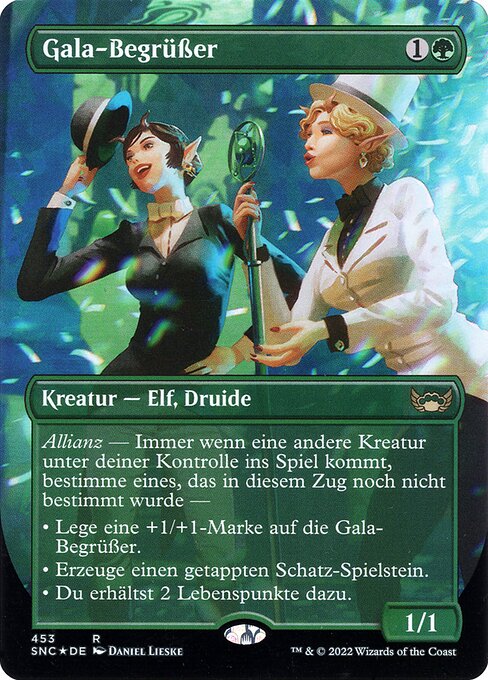 Gala-Begrüßer 1
Kreatur — Elf, Druide
Allianz — Immer wenn eine andere Kreatur
unter deiner Kontrolle ins Spiel kommt,
bestimme eines, das in diesem Zug noch nicht
bestimmt wurde —
• Lege eine +1/+1-Marke auf die Gala-
Begrüßer.
• Erzeuge einen getappten Schatz-Spielstein.
• Du erhältst 2 Lebenspunkte dazu.
1/1
453 R
SNC★DE Daniel Lieske
™ & © 2022 Wizards of the Coast